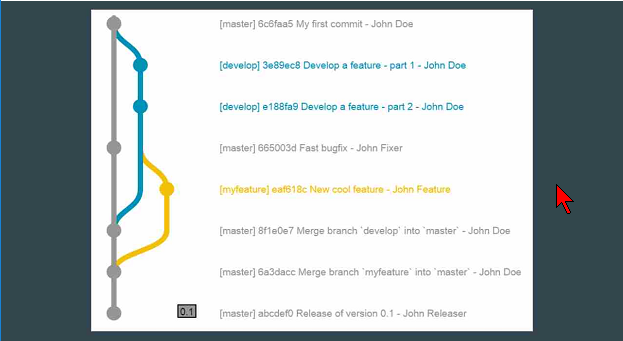 [master] 6c6faa5 My first commit - John Doe
[develop] 3e89ec8 Develop a feature - part 1 - John Doe
[develop] e188fa9 Develop a feature - part 2 - John Doe
[master] 665003d Fast bugfix - John Fixer
[myfeature] eaf618c New cool feature - John Feature
[master] 8f1e0e7 Merge branch `develop` into `master` - John Doe
[master] 6a3dacc Merge branch `myfeature` into `master` - John Doe
0.1 [master] abcdef0 Release of version 0.1 - John Releaser